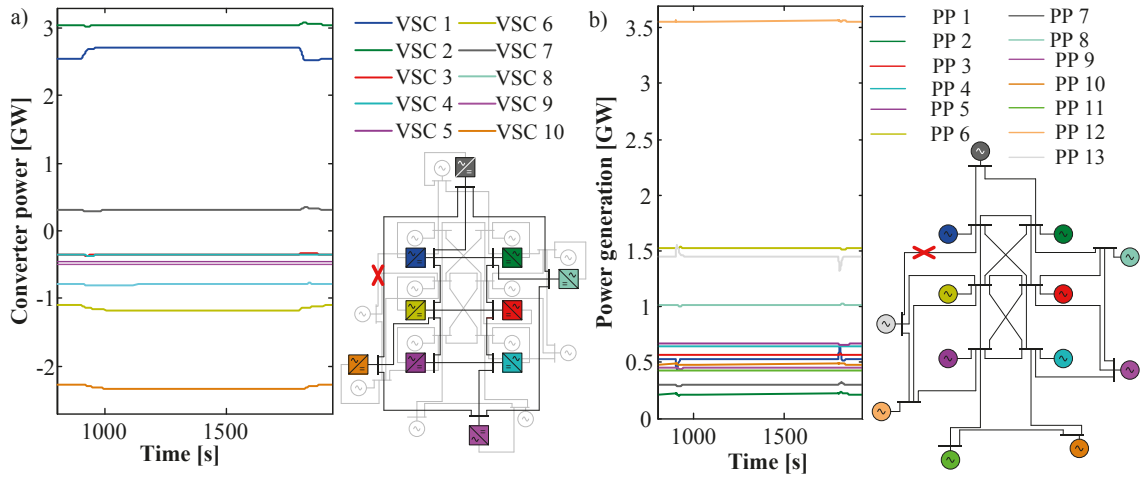 a)
Converter power [GW]
3
2
1
0
-1
-2
1000
1500
Time [s]
VSC 1
VSC 2
VSC 3
VSC 4
VSC 5
VSC 6
VSC 7
VSC 8
VSC 9
VSC 10
b)
Power generation [GW]
3.5
3
2.5
2
1.5
1
0.5
0
1000
1500
Time [s]
PP 1
PP 2
PP 3
PP 4
PP 5
PP 6
PP 7
PP 8
PP 9
PP 10
PP 11
PP 12
PP 13